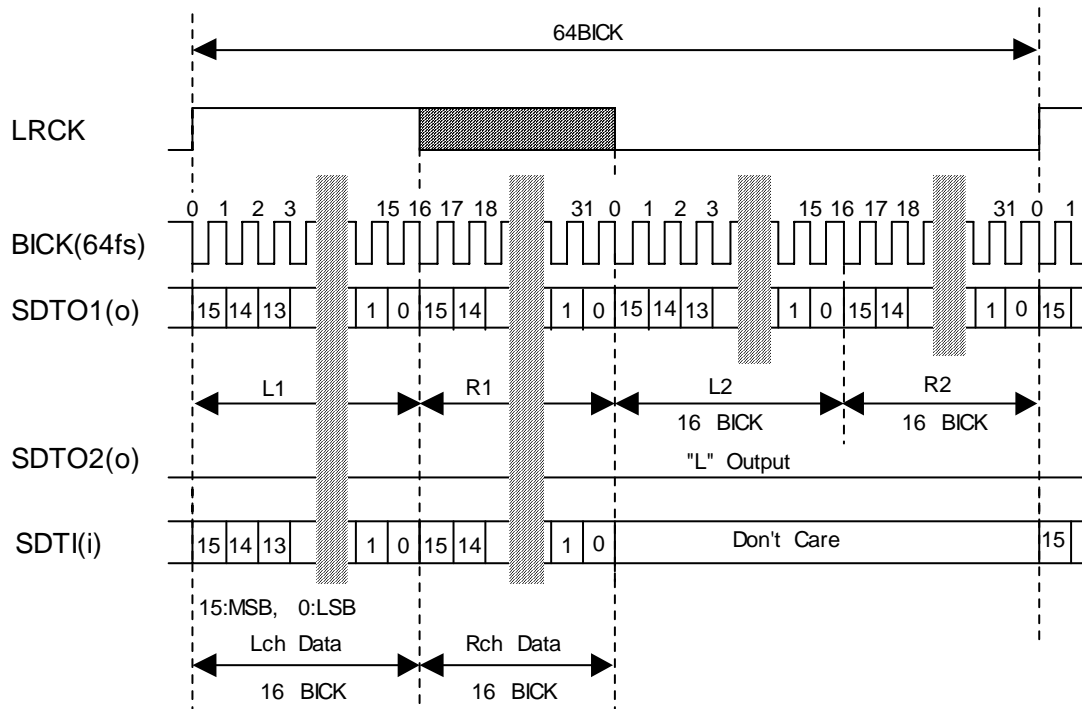 64BICK
LRCK
0 1 2 3 15 16 17 18 31 0 1 2 3 15 16 17 18 31 0 1
BICK(64fs)
SDTO1(o) 15 14 13 1 0 15 14 1 0 15 14 13 1 0 15 14 1 0 15
L1 R1 L2 R2
16 BICK 16 BICK
SDTO2(o) "L" Output
SDTI(i) 15 14 13 1 0 15 14 1 0 Don't Care 15
15:MSB, 0:LSB
Lch Data Rch Data
16 BICK 16 BICK